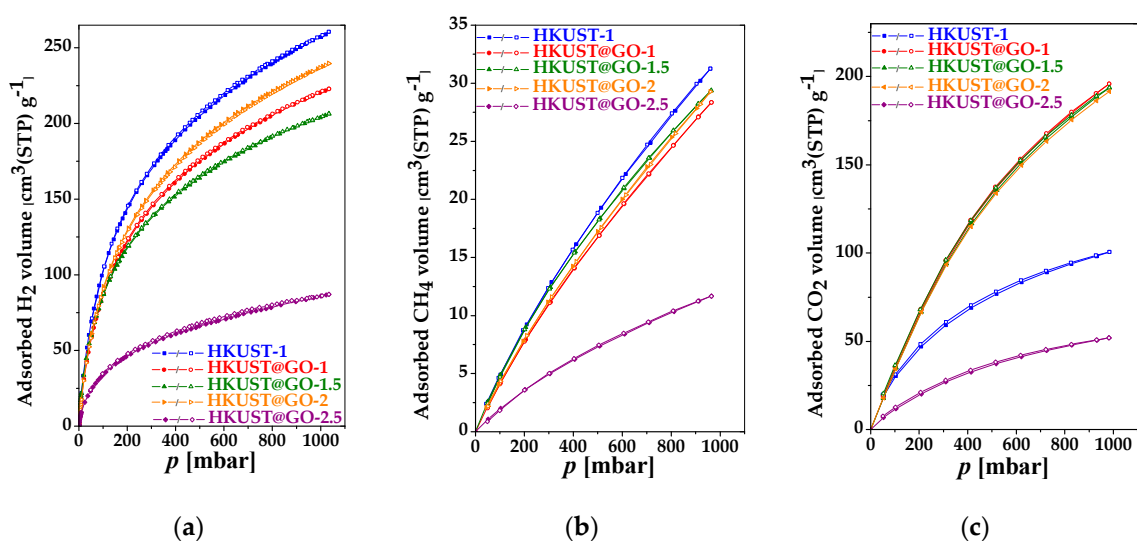 Adsorbed H2 volume |cm3(STP) g-1|
250
200
150
100
50
0
HKUST-1
HKUST@GO-1
HKUST@GO-1.5
HKUST@GO-2
HKUST@GO-2.5
0 200 400 600 800 1000
p [mbar]
(a)
Adsorbed CH4 volume |cm3(STP) g-1|
35
30
25
20
15
10
5
0
HKUST-1
HKUST@GO-1
HKUST@GO-1.5
HKUST@GO-2
HKUST@GO-2.5
0 200 400 600 800 1000
p [mbar]
(b)
Adsorbed CO2 volume |cm3(STP) g-1|
200
150
100
50
0
HKUST-1
HKUST@GO-1
HKUST@GO-1.5
HKUST@GO-2
HKUST@GO-2.5
0 200 400 600 800 1000
p [mbar]
(c)